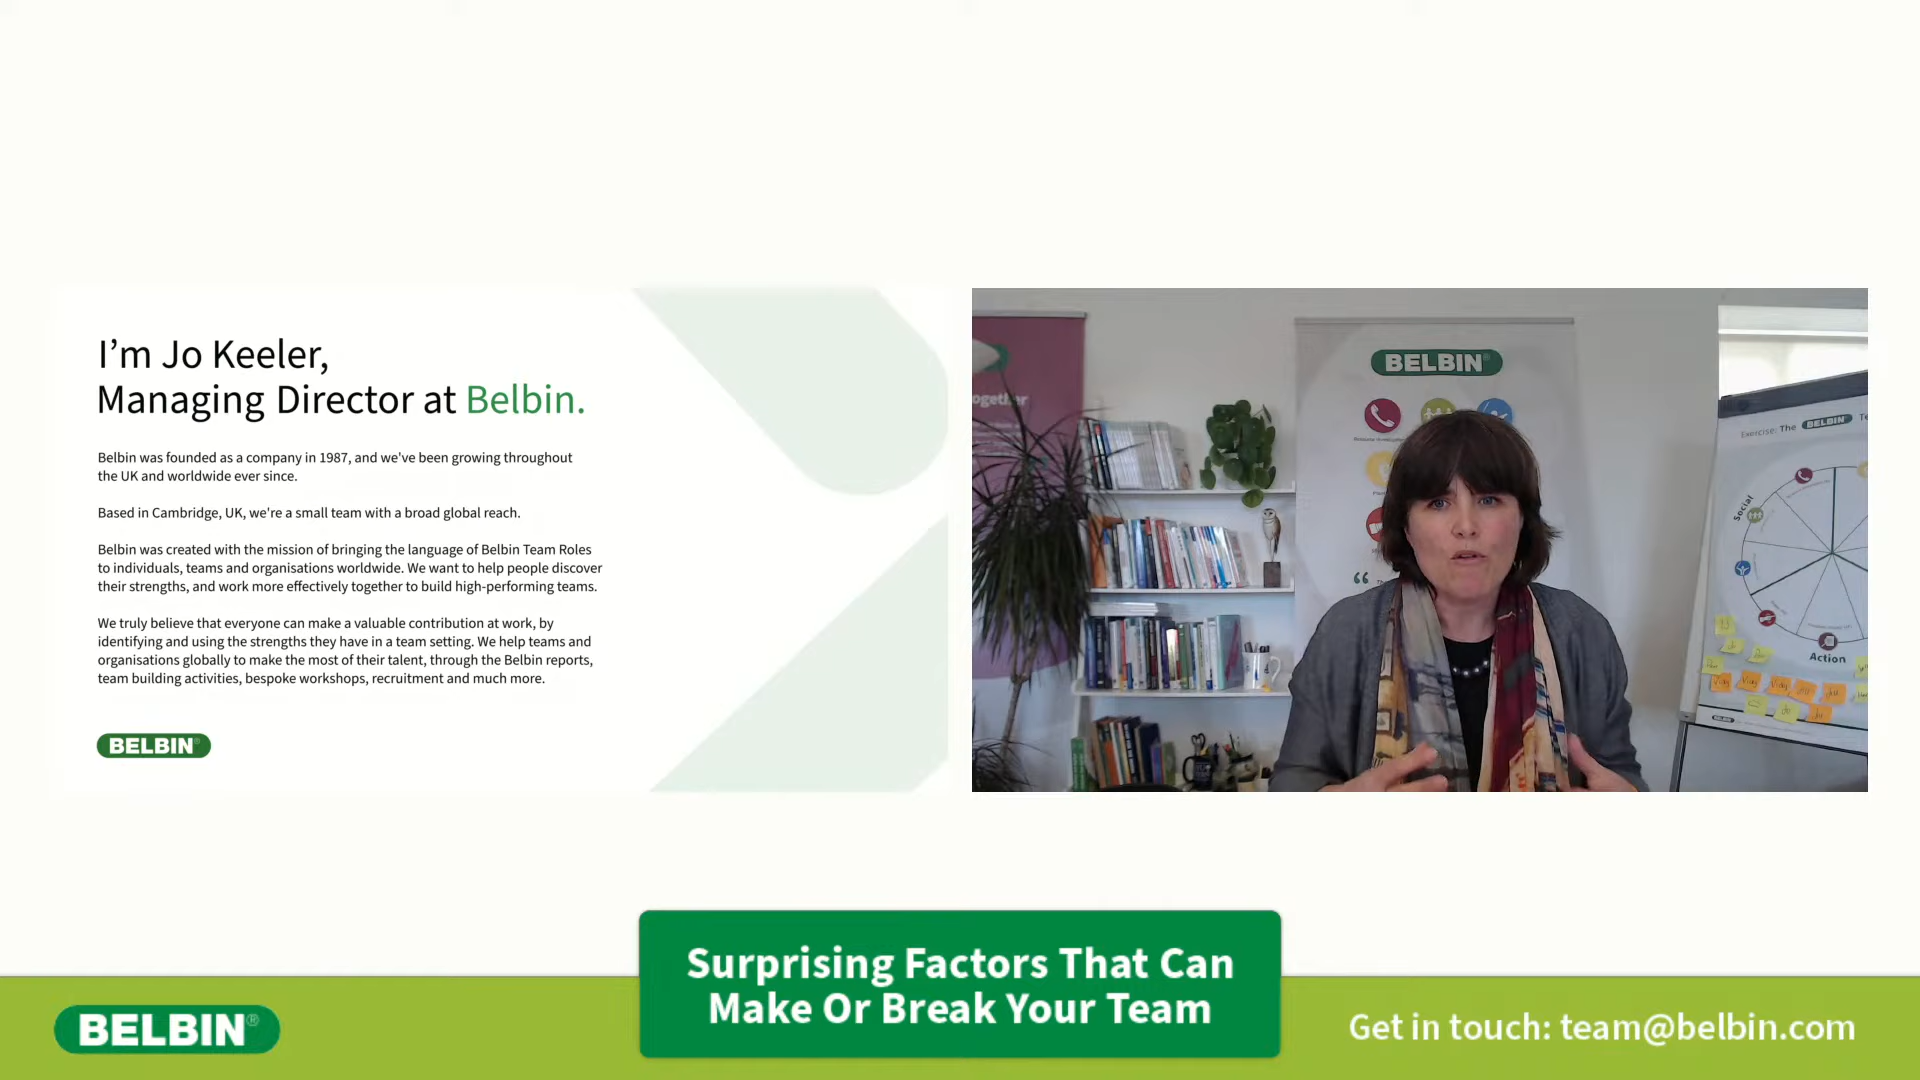 I'm Jo Keeler,
Managing Director at Belbin.
Belbin was founded as a company in 1987, and we've been growing throughout
the UK and worldwide ever since.
Based in Cambridge, UK, we're a small team with a broad global reach.
Belbin was created with the mission of bringing the language of Belbin Team Roles
to individuals, teams and organisations worldwide. We want to help people discover
their strengths, and work more effectively together to build high-performing teams.
We truly believe that everyone can make a valuable contribution at work, by
identifying and using the strengths they have in a team setting. We help teams and
organisations globally to make the most of their talent, through the Belbin reports,
team building activities, bespoke workshops, recruitment and much more.
BELBIN®
ogether
BELBIN®
Exercise: The BELBIN Te
Social
Action
Surprising Factors That Can
Make Or Break Your Team
BELBIN®
Get in touch: team@belbin.com